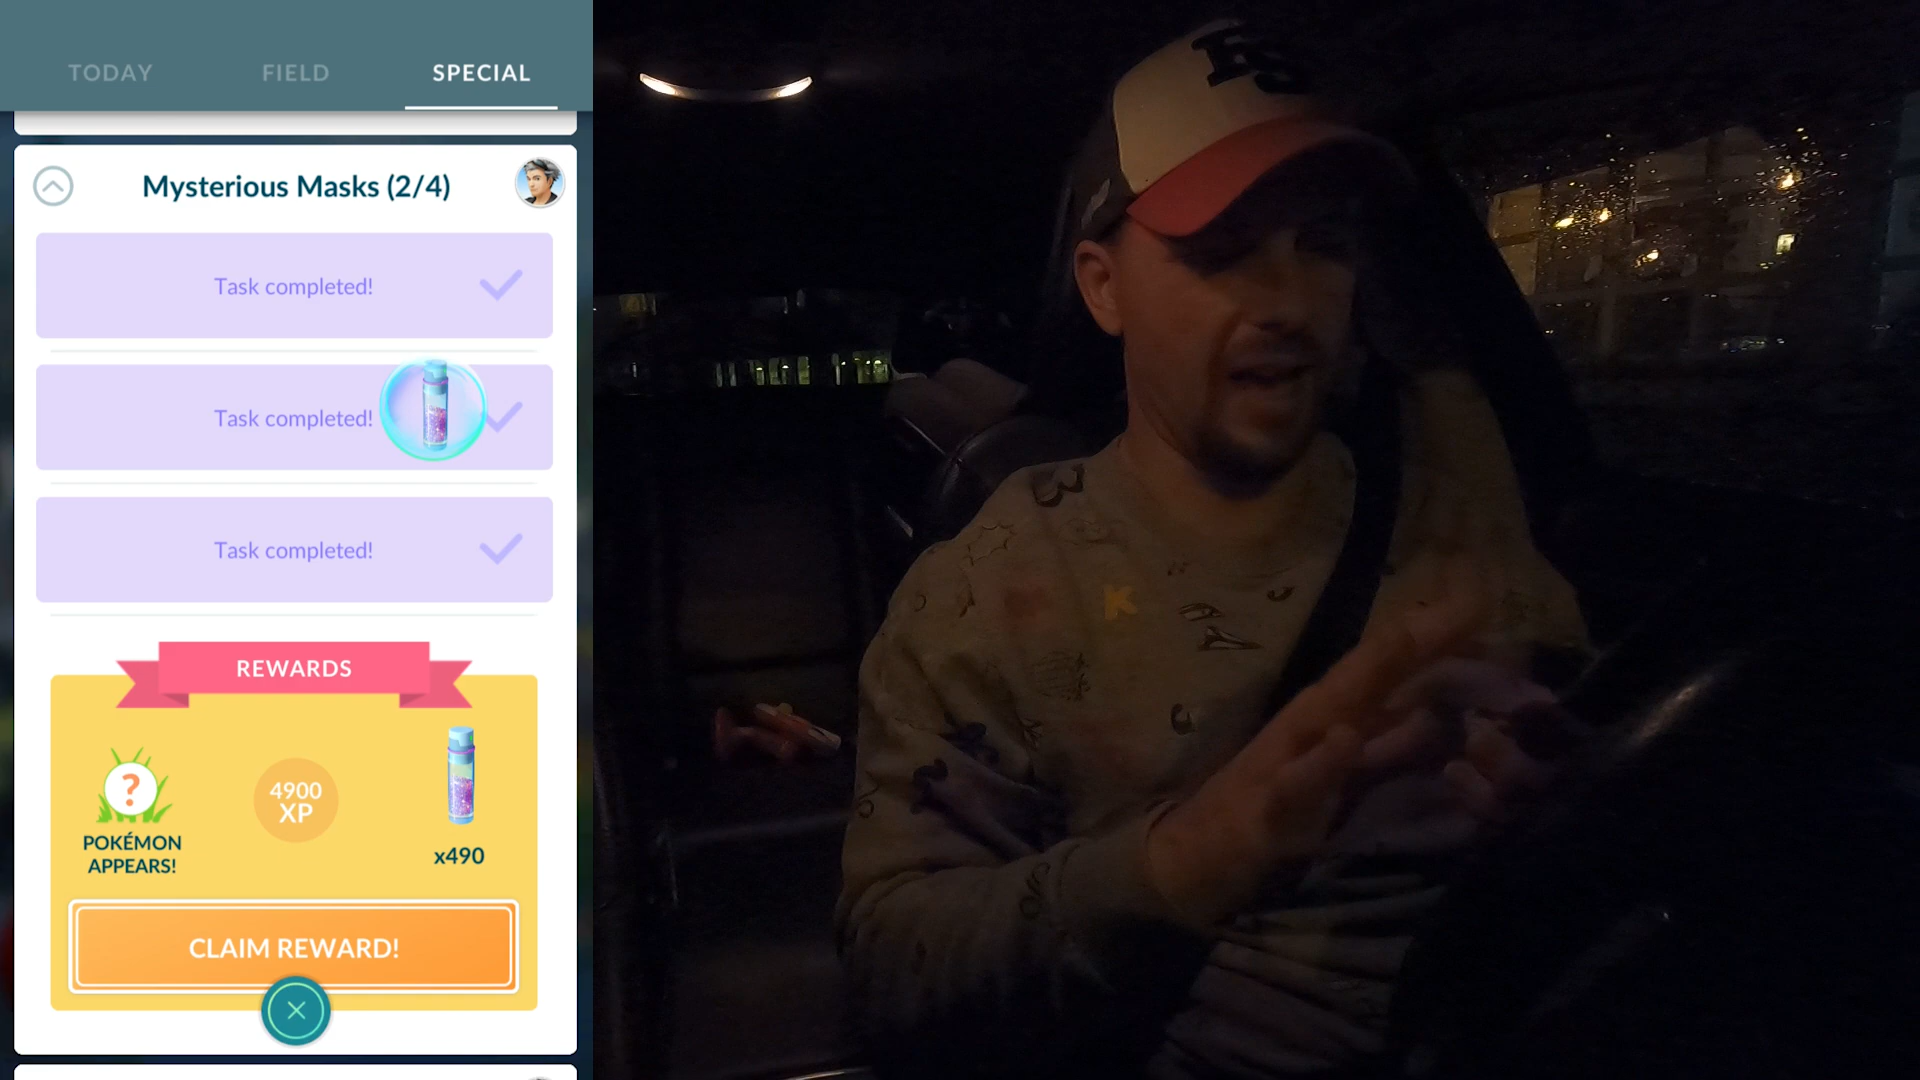 TODAY
FIELD
SPECIAL
Mysterious Masks (2/4)
Task completed!
Task completed!
Task completed!
REWARDS
?
POKÉMON
APPEARS!
4900
XP
x490
CLAIM REWARD!
K
3